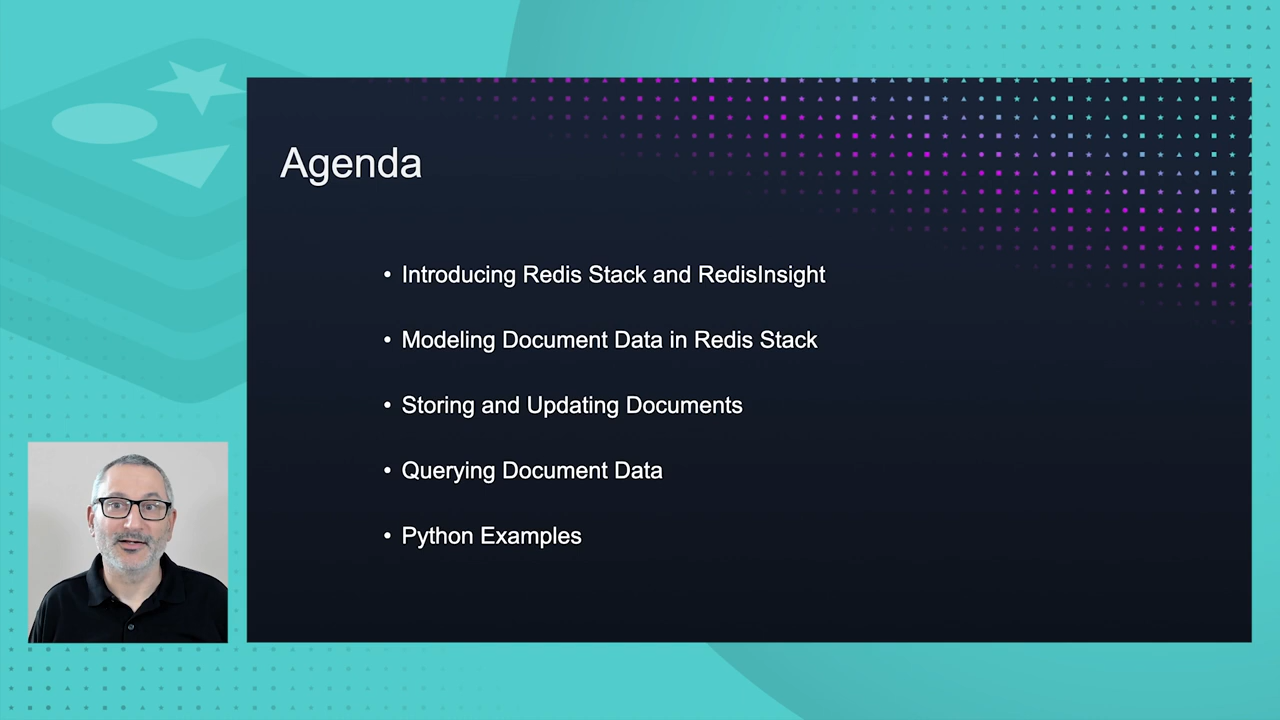 Agenda
• Introducing Redis Stack and RedisInsight
• Modeling Document Data in Redis Stack
• Storing and Updating Documents
• Querying Document Data
• Python Examples